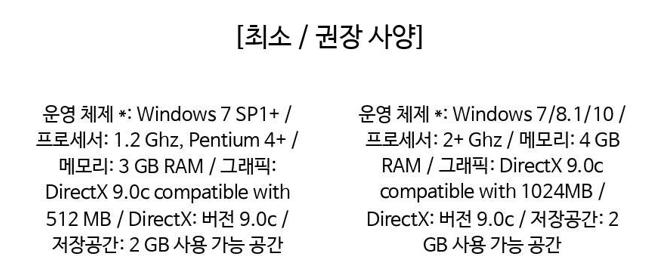 [최소 / 권장 사양]
운영 체제 *: Windows 7 SP1+ /
프로세서: 1.2 Ghz, Pentium 4+ /
메모리: 3 GB RAM / 그래픽:
DirectX 9.0c compatible with
512 MB / DirectX: 버전 9.0c /
저장공간: 2 GB 사용 가능 공간
운영 체제 *: Windows 7/8.1/10 /
프로세서: 2+ Ghz / 메모리: 4 GB
RAM / 그래픽: DirectX 9.0c
compatible with 1024MB /
DirectX: 버전 9.0c / 저장공간: 2
GB 사용 가능 공간